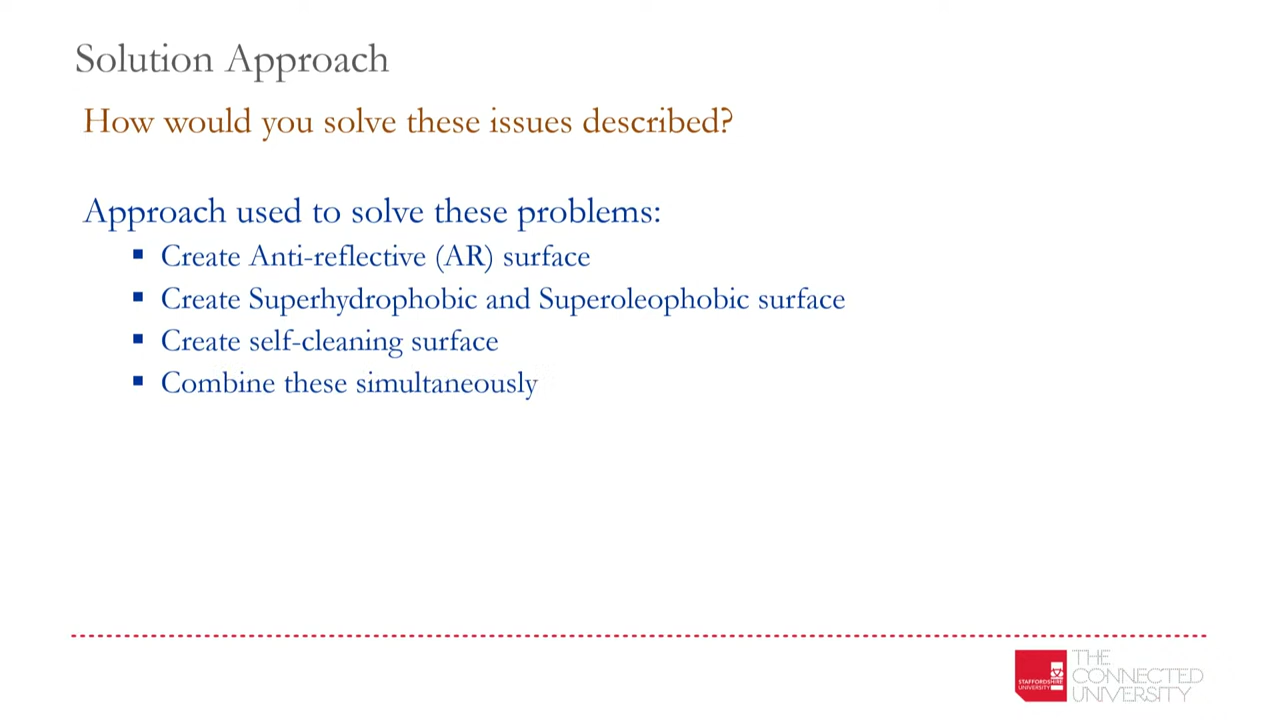 Solution Approach
How would you solve these issues described?
Approach used to solve these problems:
▪ Create Anti-reflective (AR) surface
▪ Create Superhydrophobic and Superoleophobic surface
▪ Create self-cleaning surface
▪ Combine these simultaneously
STAFFORDSHIRE
UNIVERSITY
THE
CONNECTED
UNIVERSITY